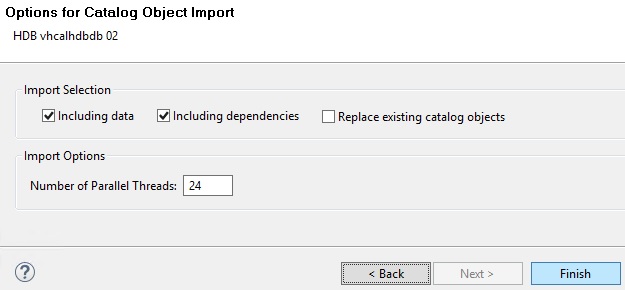 Options for Catalog Object Import
HDB vhcalhdbdb 02
Import Selection
Including data Including dependencies Replace existing catalog objects
Import Options
Number of Parallel Threads: 24
? < Back Next > Finish